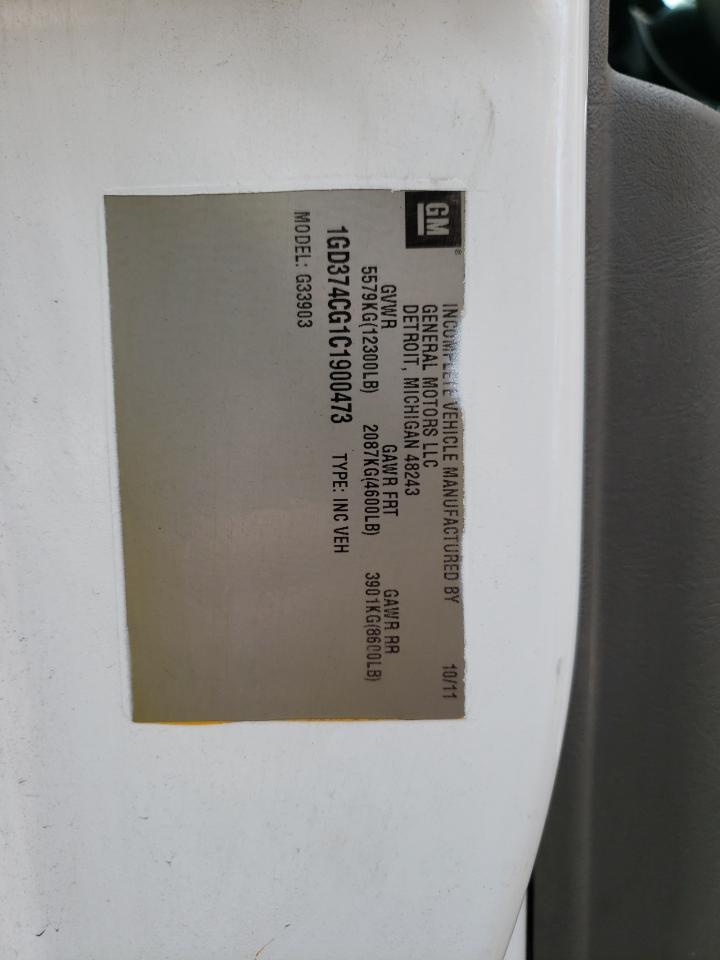 GM
INCOMPLETE VEHICLE MANUFACTURED BY 10/11
GENERAL MOTORS LLC
DETROIT, MICHIGAN 48243
GVWR GAWR FRT GAWR RR
5579KG(12300LB) 2087KG(4600LB) 3901KG(8600LB)
1GD374CG1C1900473 TYPE: INC VEH
MODEL: G33903